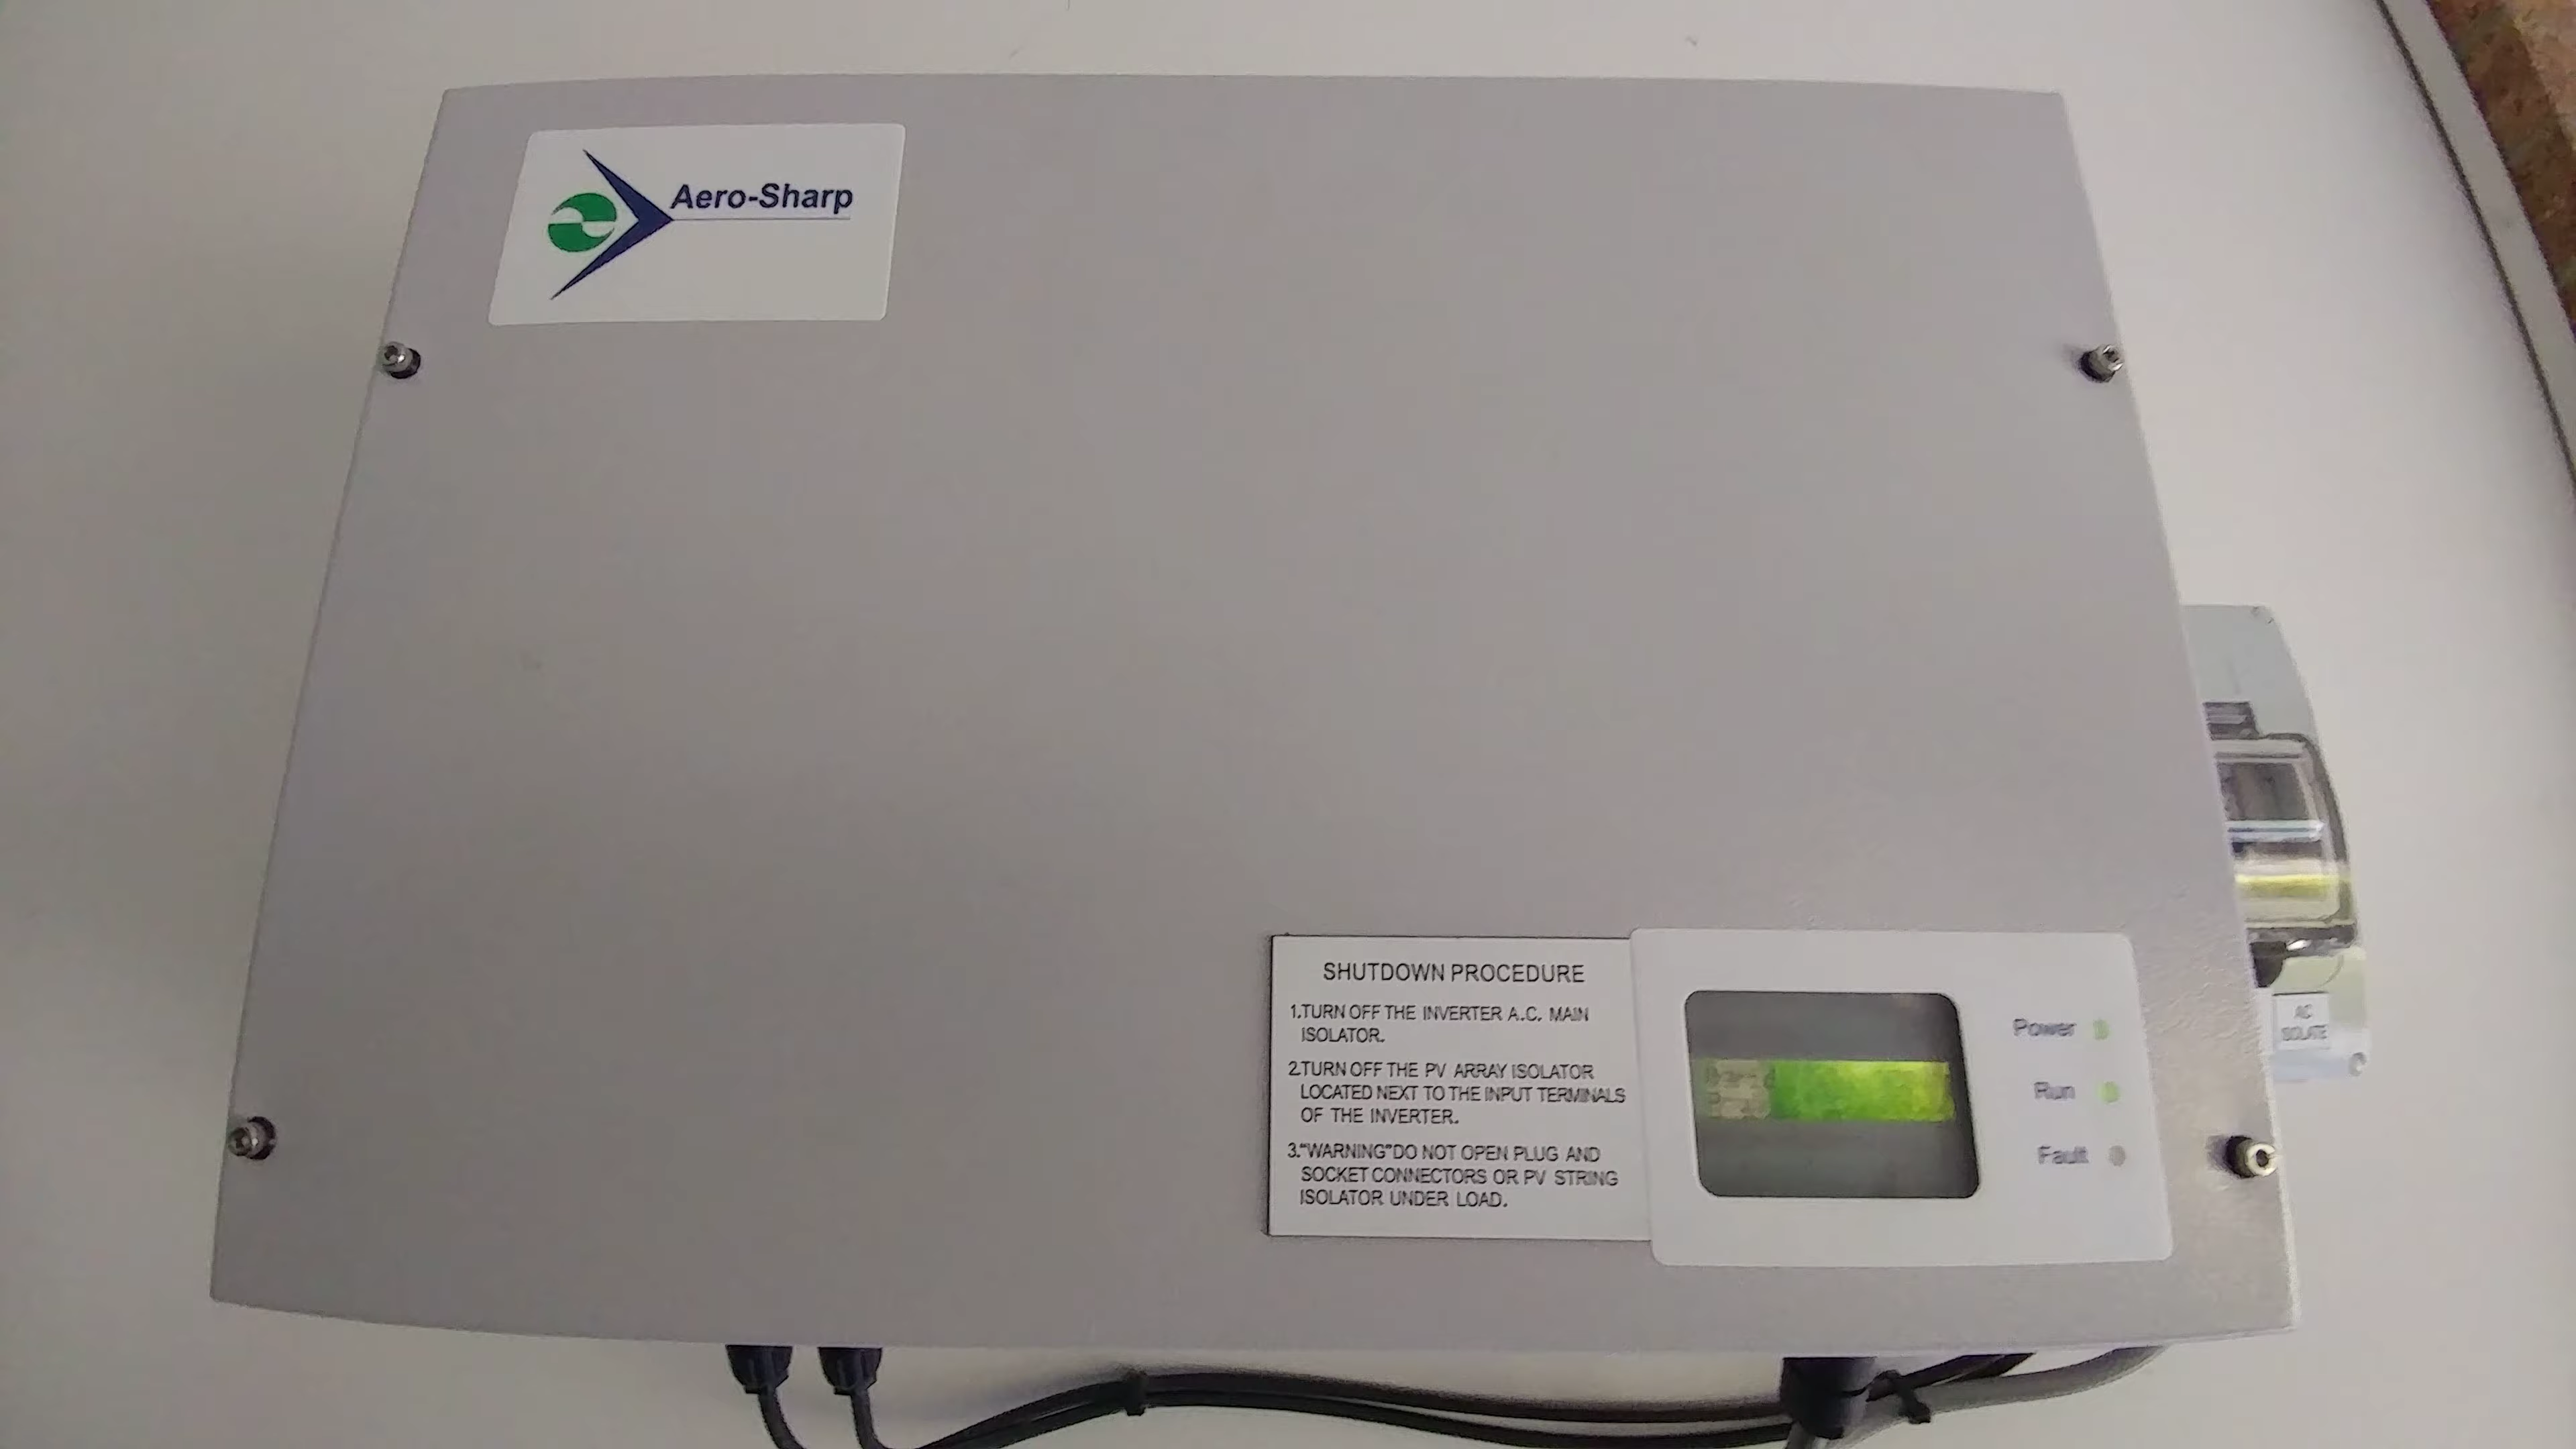 Aero-Sharp
SHUTDOWN PROCEDURE
1.TURN OFF THE INVERTER A.C. MAIN
ISOLATOR.
2.TURN OFF THE PV ARRAY ISOLATOR
LOCATED NEXT TO THE INPUT TERMINALS
OF THE INVERTER.
3."WARNING"DO NOT OPEN PLUG AND
SOCKET CONNECTORS OR PV STRING
ISOLATOR UNDER LOAD.
Power
Run
Fault
AC
ISOLATE